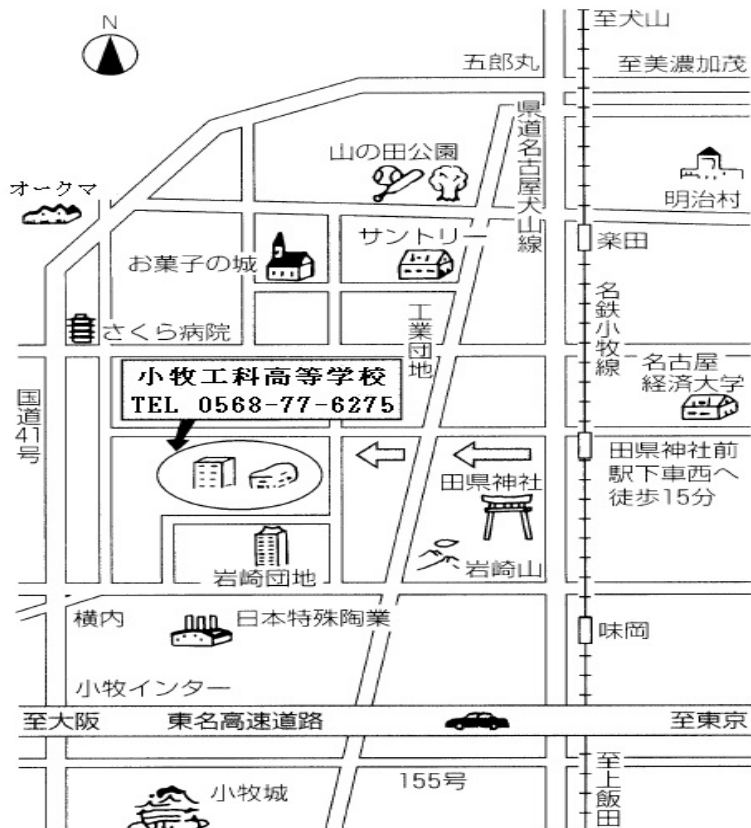 N
至犬山
五郎丸
至美濃加茂
県道名古屋犬山線
山の田公園
オークマ
明治村
サントリー
楽田
お菓子の城
名鉄小牧線
工業団地
さくら病院
名古屋
経済大学
小牧工科高等学校
TEL 0568-77-6275
国道41号
田県神社前
駅下車西へ
徒歩15分
田県神社
岩崎山
岩崎団地
横内
日本特殊陶業
味岡
小牧インター
至大阪
東名高速道路
至東京
155号
至上飯田
小牧城